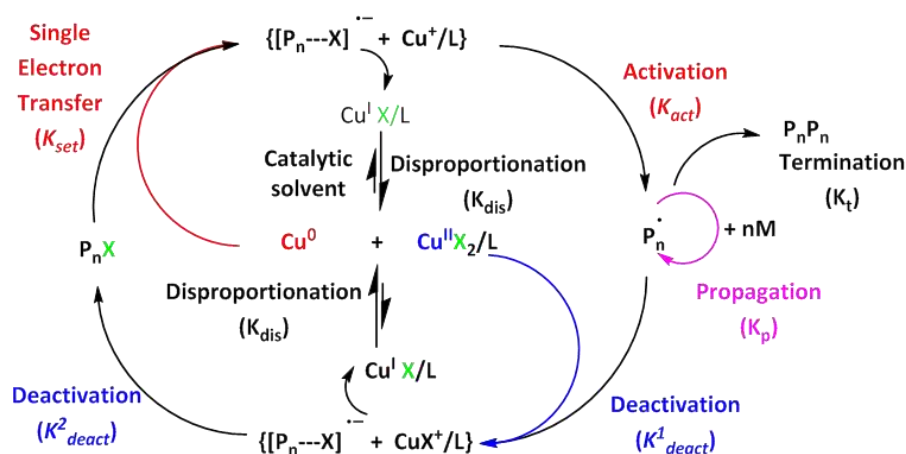 Single
Electron
Transfer
(Kset)
{[Pn---X]•− + Cu+/L}
Activation
(Kact)
CuI X/L
Catalytic
solvent
Disproportionation
(Kdis)
PnPn
Termination
(Kt)
PnX
Cu0 + CuIIX2/L
Pn• + nM
Propagation
(Kp)
Disproportionation
(Kdis)
CuI X/L
Deactivation
(K2deact)
{[Pn---X]•− + CuX+/L}
Deactivation
(K1deact)